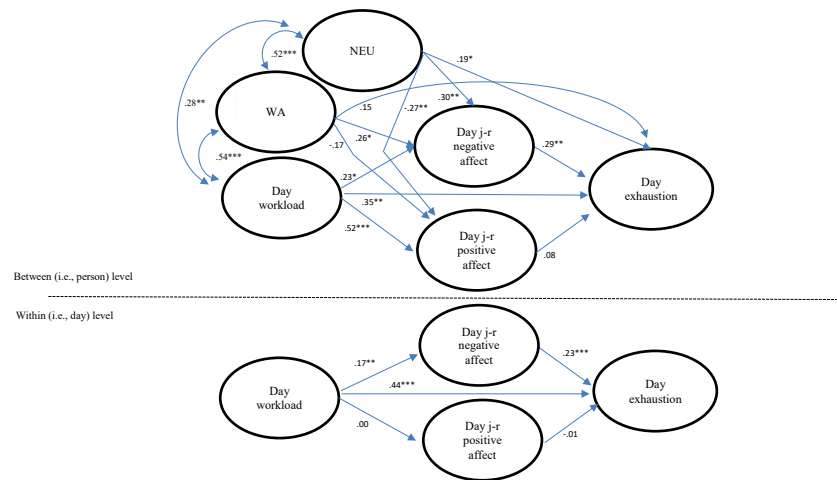 NEU
.52***
.19*
.28**
.15
-.27**
.30**
WA
Day j-r
negative
affect
-.17
.26*
.29**
.54***
.23*
Day
workload
Day
exhaustion
.35**
.52***
Day j-r
positive
affect
.08
Between (i.e., person) level
Within (i.e., day) level
Day j-r
negative
affect
.17**
.23***
Day
workload
.44***
Day
exhaustion
.00
Day j-r
positive
affect
-.01